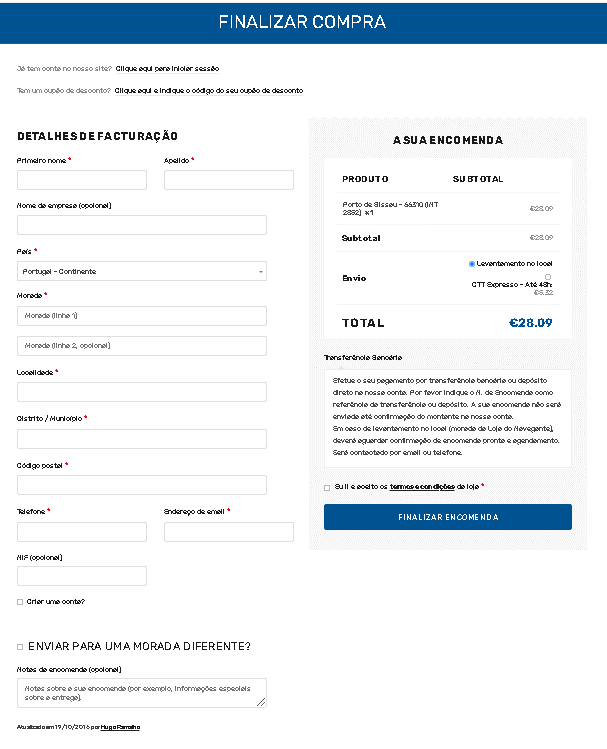 FINALIZAR COMPRA
Já tem conta no nosso site? Clique aqui para iniciar sessão
Tem um cupão de desconto? Clique aqui e indique o código do seu cupão de desconto
DETALHES DE FACTURAÇÃO
Primeiro nome *
Apelido *
Nome da empresa (opcional)
País *
Portugal - Continente
Morada *
Morada (linha 1)
Morada (linha 2, opcional)
Localidade *
Distrito / Município *
Código postal *
Telefone *
Endereço de email *
NIF (opcional)
Criar uma conta?
ENVIAR PARA UMA MORADA DIFERENTE?
Notas da encomenda (opcional)
Notas sobre a sua encomenda (por exemplo, informações especiais
sobre a entrega).
Atualizado em 19/10/2016 por Hugo Ramalho
A SUA ENCOMENDA
PRODUTO SUBTOTAL
Porto de Bissau - 66310 (INT
2882) × 1
€28.09
Subtotal €28.09
Envio
Levantamento no local
CTT Expresso - Até 48h:
TOTAL €28.09
Transferência Bancária
Efetue o seu pagamento por transferência bancária ou depósito
direto na nossa conta. Por favor indique o N. de Encomenda como
referência de transferência ou depósito. A sua encomenda não será
enviada até confirmação do montante na nossa conta.
Em caso de levantamento no local (morada da Loja do Navegante),
deverá aguardar confirmação de encomenda pronta e agendamento.
Será contactado por email ou telefone.
Eu li e aceito os termos e condições da loja *
FINALIZAR ENCOMENDA